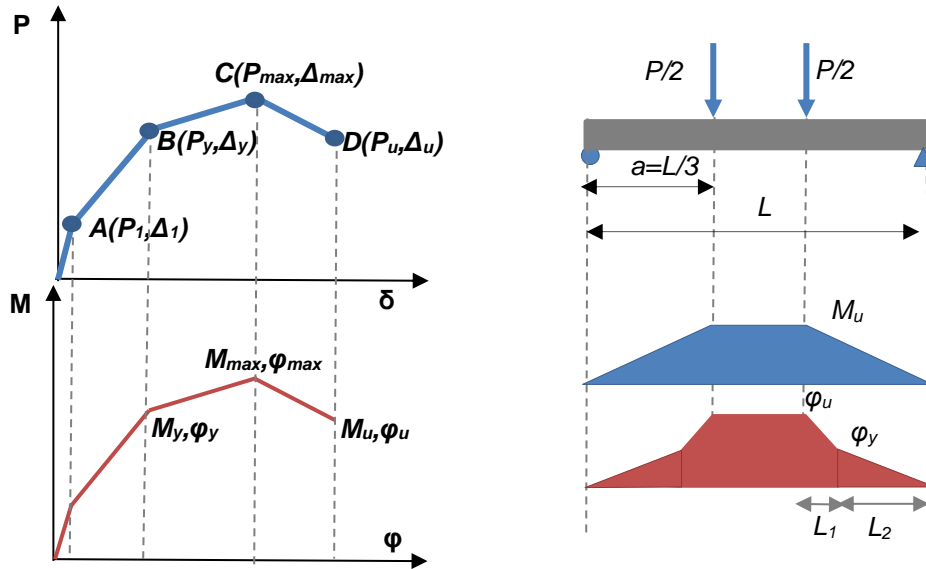 P
C(Pmax,Δmax)
B(Py,Δy)
D(Pu,Δu)
A(P1,Δ1)
δ
M
Mmax,φmax
My,φy
Mu,φu
φ
P/2
P/2
a=L/3
L
Mu
φu
φy
L1
L2